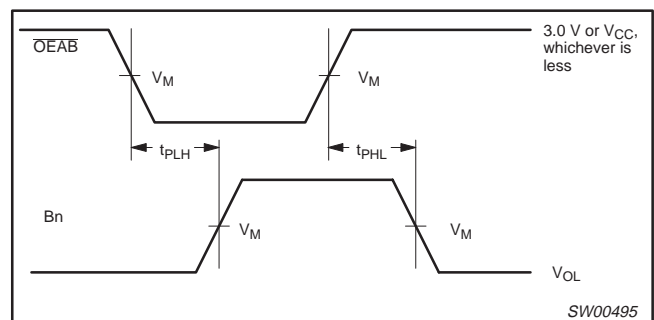 OEAB
3.0 V or VCC,
whichever is
less
VM
VM
tPLH
tPHL
Bn
VM
VM
VOL
SW00495